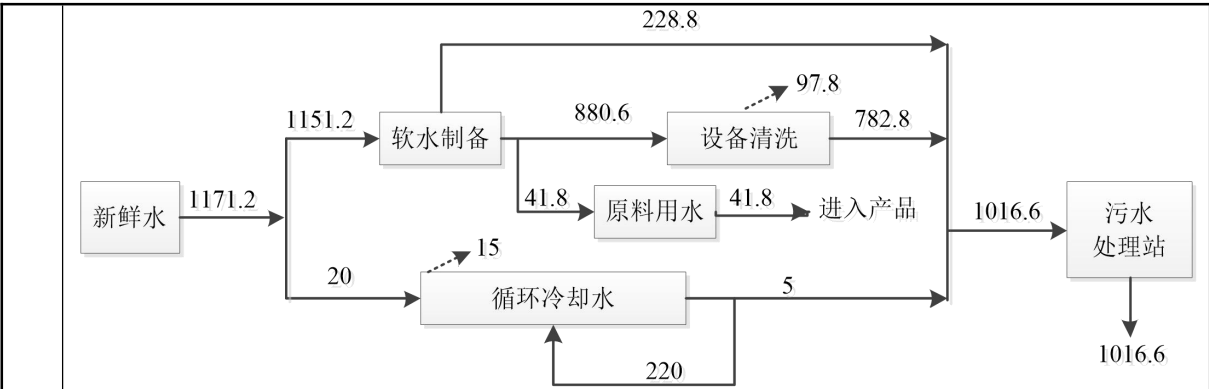 228.8
97.8
1151.2
软水制备
880.6
设备清洗
782.8
新鲜水
1171.2
41.8
原料用水
41.8
进入产品
1016.6
污水
处理站
15
20
循环冷却水
5
1016.6
220